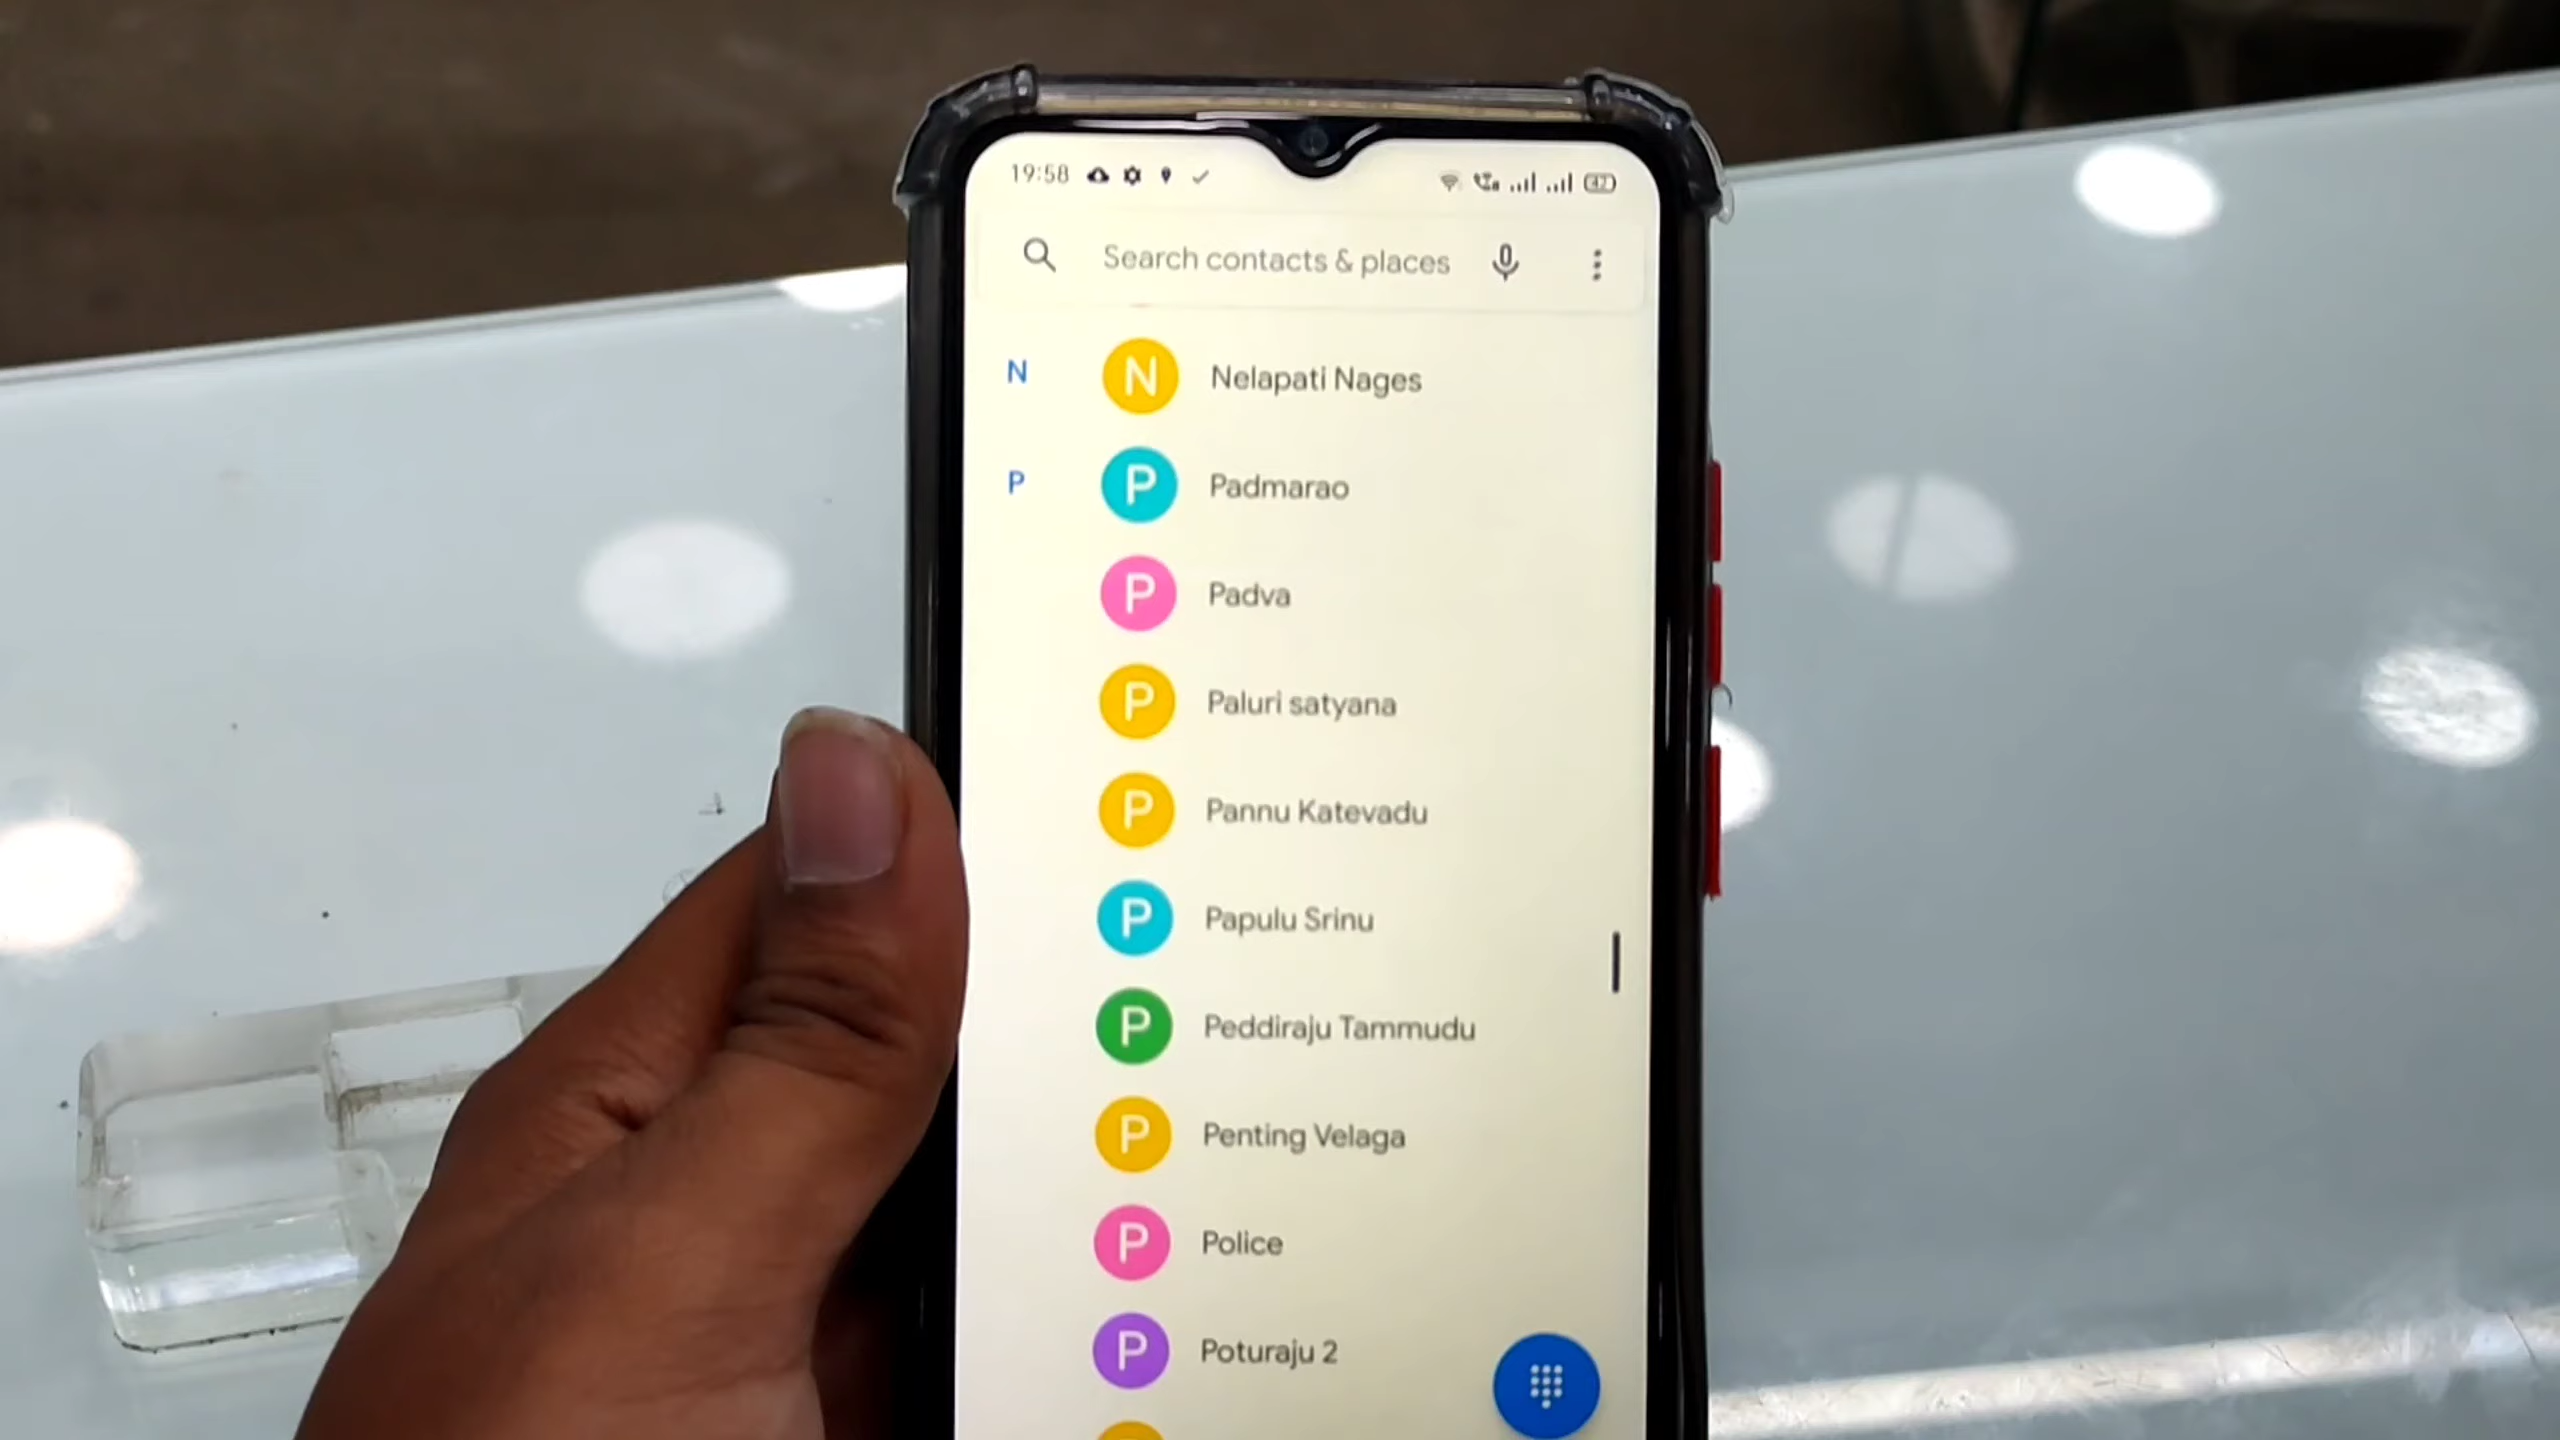 19:58 42
Search contacts & places
N N Nelapati Nages
P P Padmarao
P Padva
P Paluri satyana
P Pannu Katevadu
P Papulu Srinu
P Peddiraju Tammudu
P Penting Velaga
P Police
P Poturaju 2